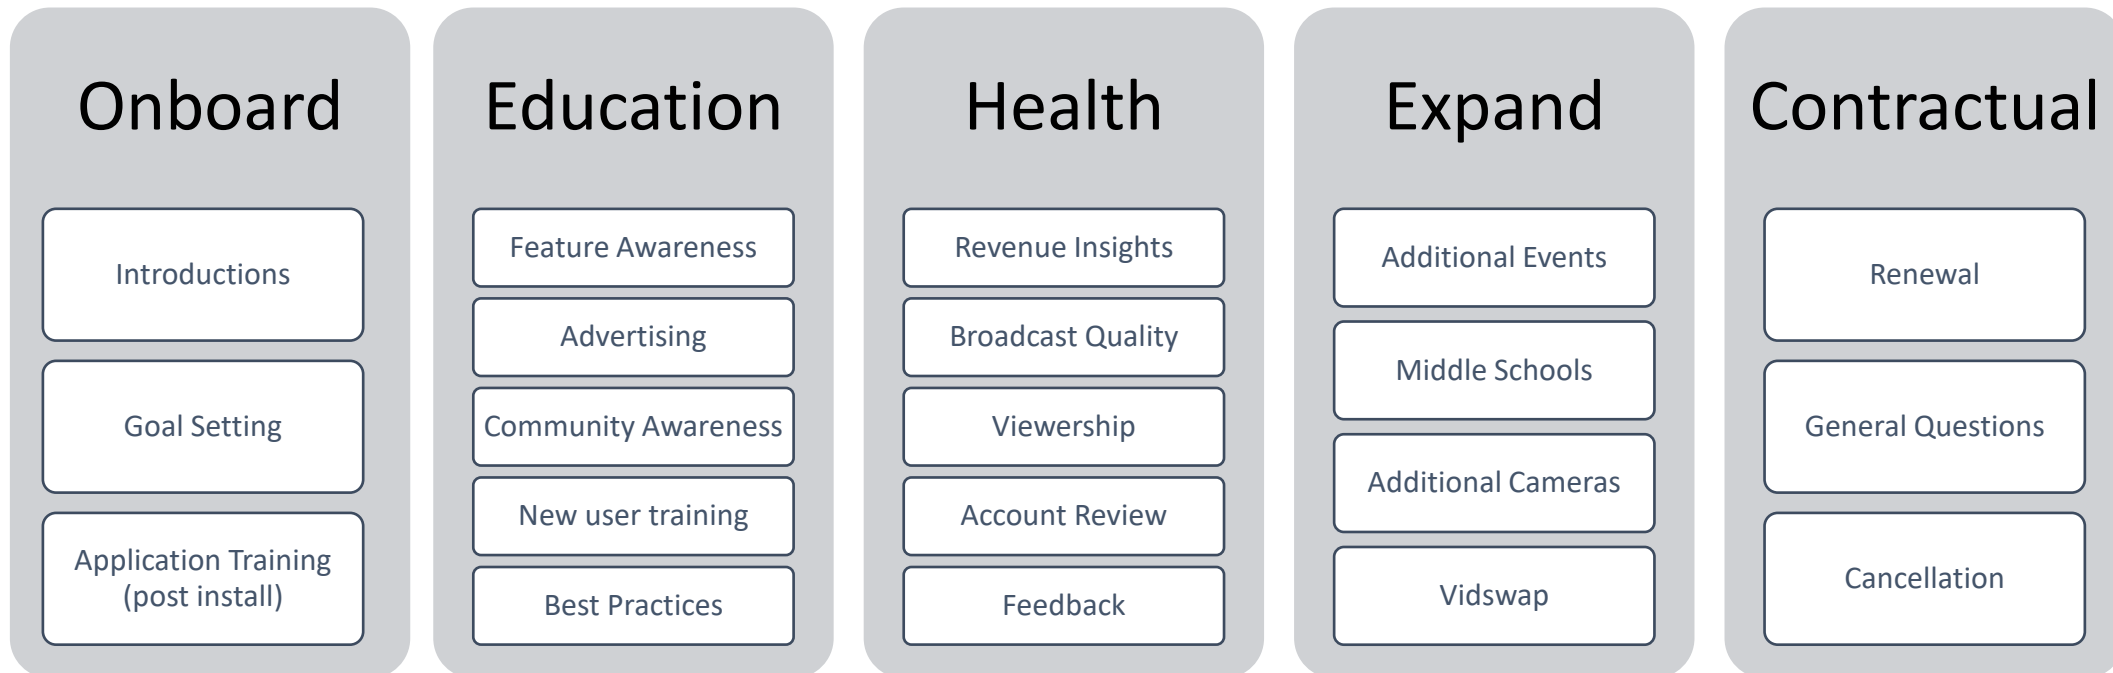 Onboard
Introductions
Goal Setting
Application Training
(post install)
Education
Feature Awareness
Advertising
Community Awareness
New user training
Best Practices
Health
Revenue Insights
Broadcast Quality
Viewership
Account Review
Feedback
Expand
Additional Events
Middle Schools
Additional Cameras
Vidswap
Contractual
Renewal
General Questions
Cancellation